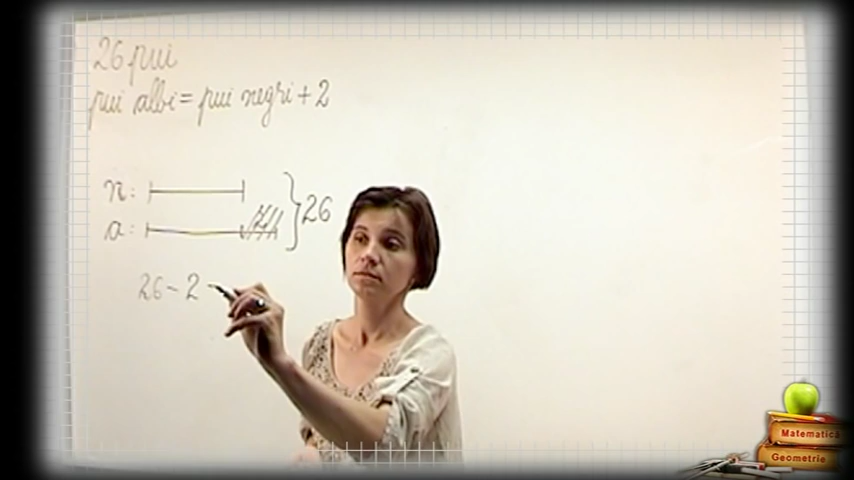 26 pui
pui albi = pui negri + 2
n:
a:
} 26
26 - 2
Matematică
Geometrie